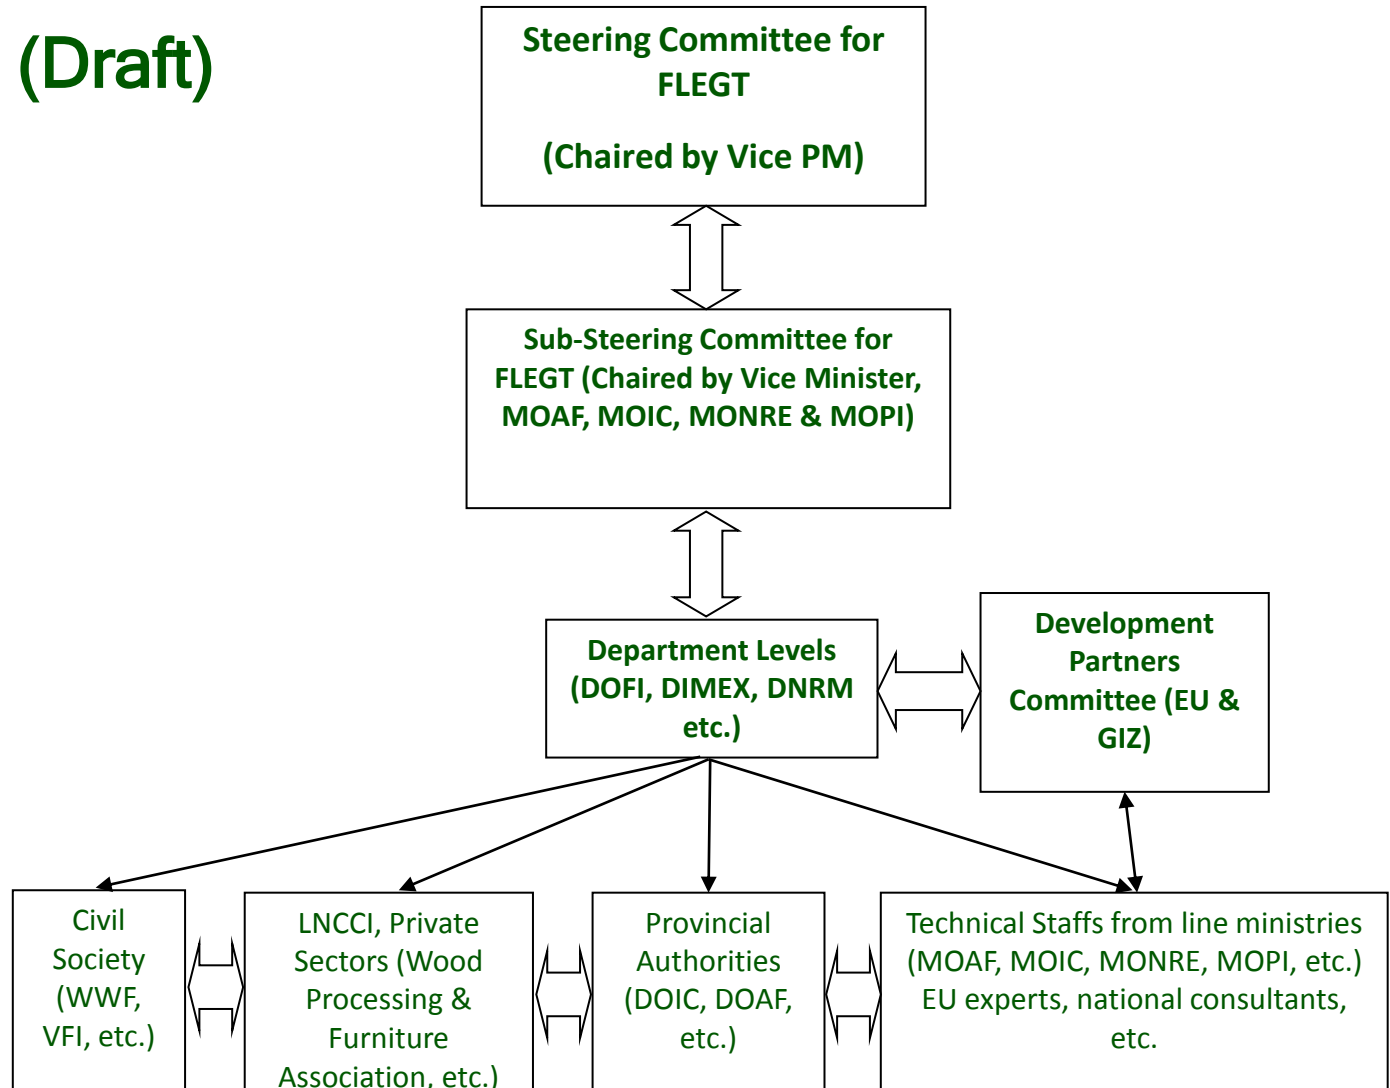 (Draft)
Steering Committee for
FLEGT
(Chaired by Vice PM)
Sub-Steering Committee for
FLEGT (Chaired by Vice Minister,
MOAF, MOIC, MONRE & MOPI)
Department Levels
(DOFI, DIMEX, DNRM
etc.)
Development
Partners
Committee (EU &
GIZ)
Civil
Society
(WWF,
VFI, etc.)
LNCCI, Private
Sectors (Wood
Processing &
Furniture
Association, etc.)
Provincial
Authorities
(DOIC, DOAF,
etc.)
Technical Staffs from line ministries
(MOAF, MOIC, MONRE, MOPI, etc.)
EU experts, national consultants,
etc.